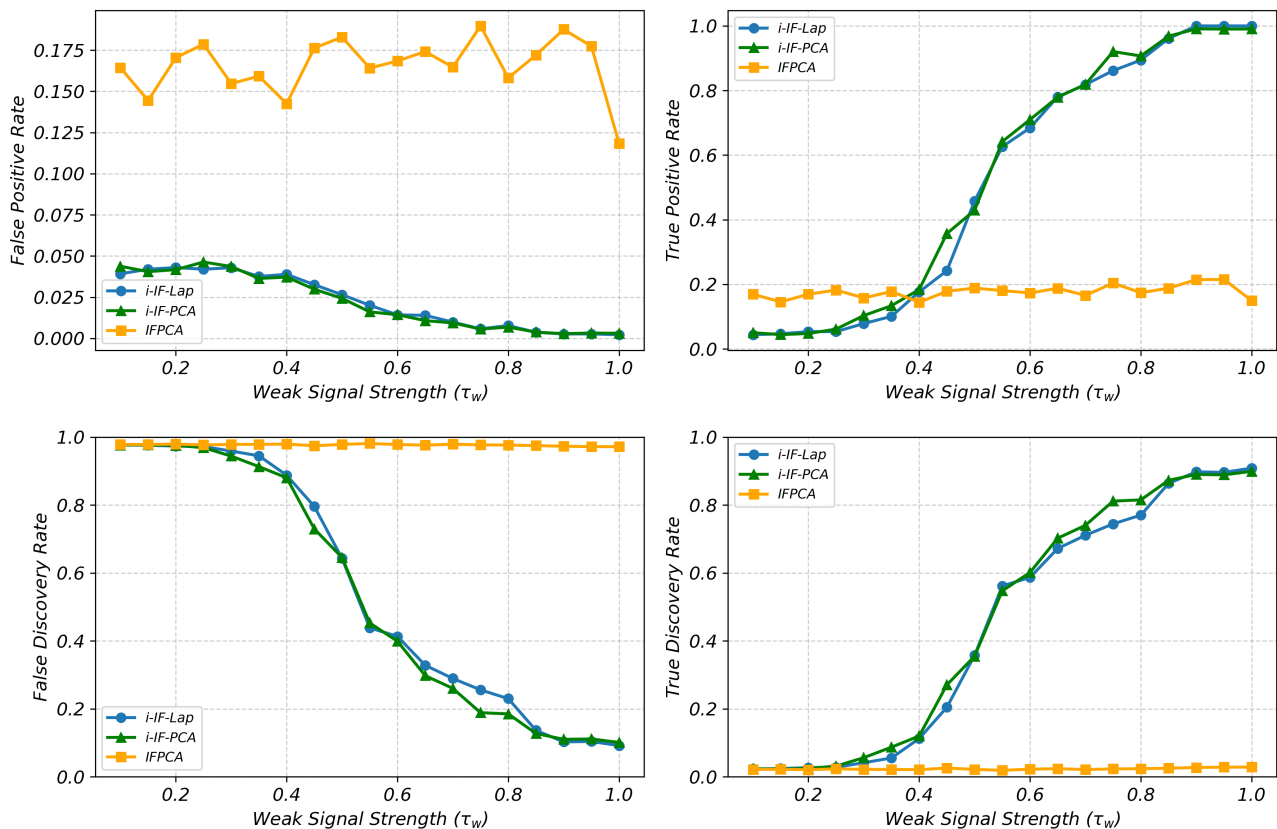 False Positive Rate
0.175
0.150
0.125
0.100
0.075
0.050
0.025
0.000
i-IF-Lap
i-IF-PCA
IFPCA
0.2 0.4 0.6 0.8 1.0
Weak Signal Strength (τ_w)
True Positive Rate
1.0
0.8
0.6
0.4
0.2
0.0
i-IF-Lap
i-IF-PCA
IFPCA
0.2 0.4 0.6 0.8 1.0
Weak Signal Strength (τ_w)
False Discovery Rate
1.0
0.8
0.6
0.4
0.2
0.0
i-IF-Lap
i-IF-PCA
IFPCA
0.2 0.4 0.6 0.8 1.0
Weak Signal Strength (τ_w)
True Discovery Rate
1.0
0.8
0.6
0.4
0.2
0.0
i-IF-Lap
i-IF-PCA
IFPCA
0.2 0.4 0.6 0.8 1.0
Weak Signal Strength (τ_w)